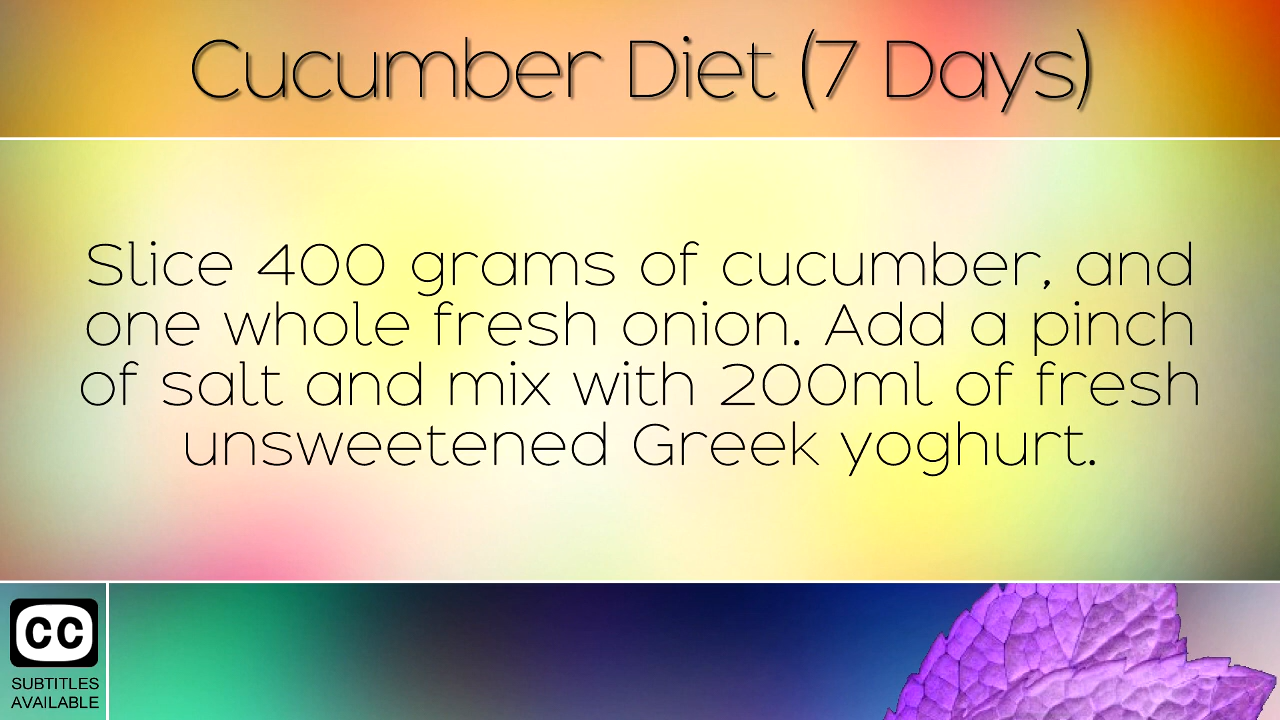 Cucumber Diet (7 Days)
Slice 400 grams of cucumber, and
one whole fresh onion. Add a pinch
of salt and mix with 200ml of fresh
unsweetened Greek yoghurt.
CC
SUBTITLES
AVAILABLE